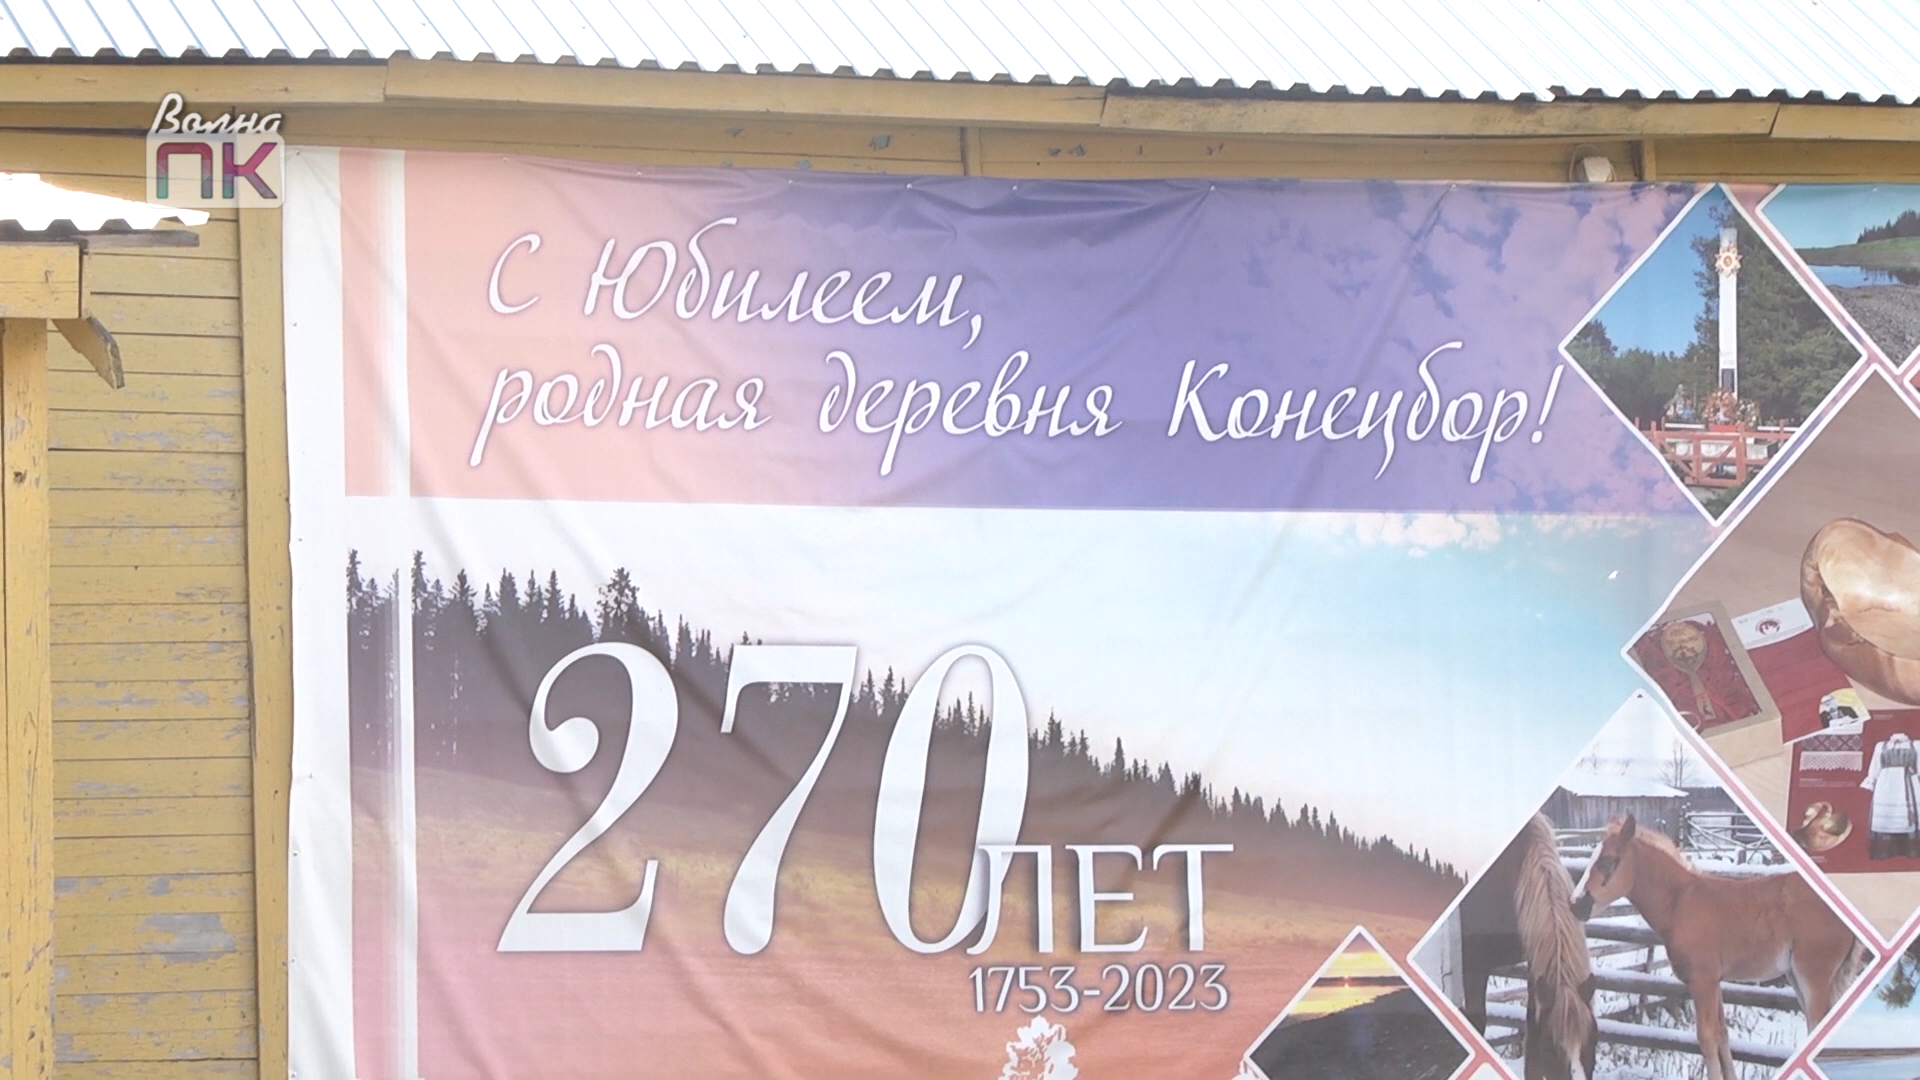 Волна
ПК
С Юбилеем,
родная деревня Конецбор!
270 ЛЕТ
1753-2023